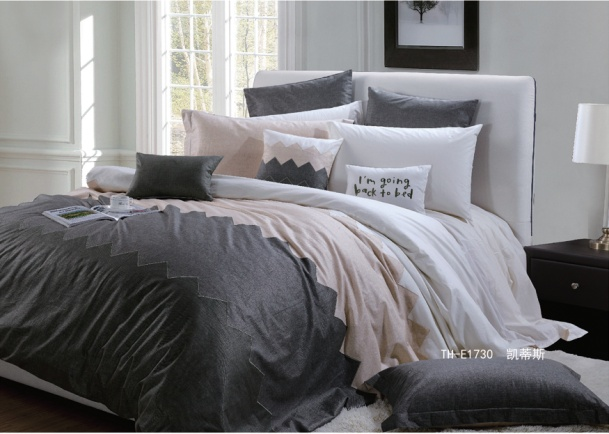 I'm going
back to bed
TH-E1730 凯蒂斯